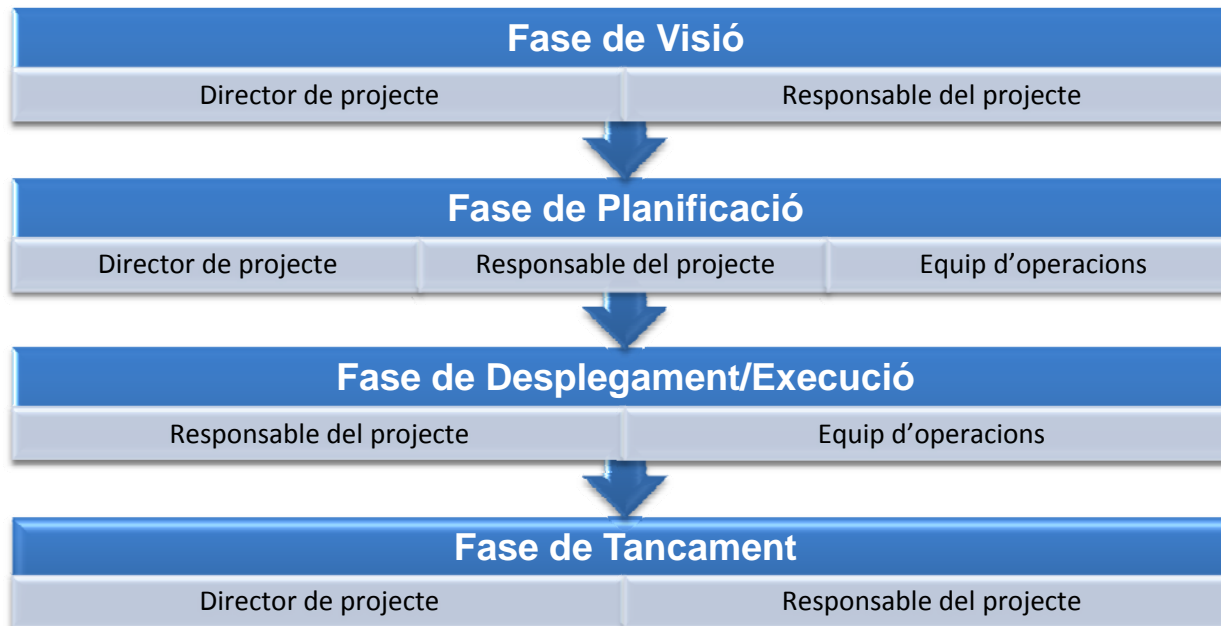 Fase de Visió
Director de projecte
Responsable del projecte
Fase de Planificació
Director de projecte
Responsable del projecte
Equip d’operacions
Fase de Desplegament/Execució
Responsable del projecte
Equip d’operacions
Fase de Tancament
Director de projecte
Responsable del projecte